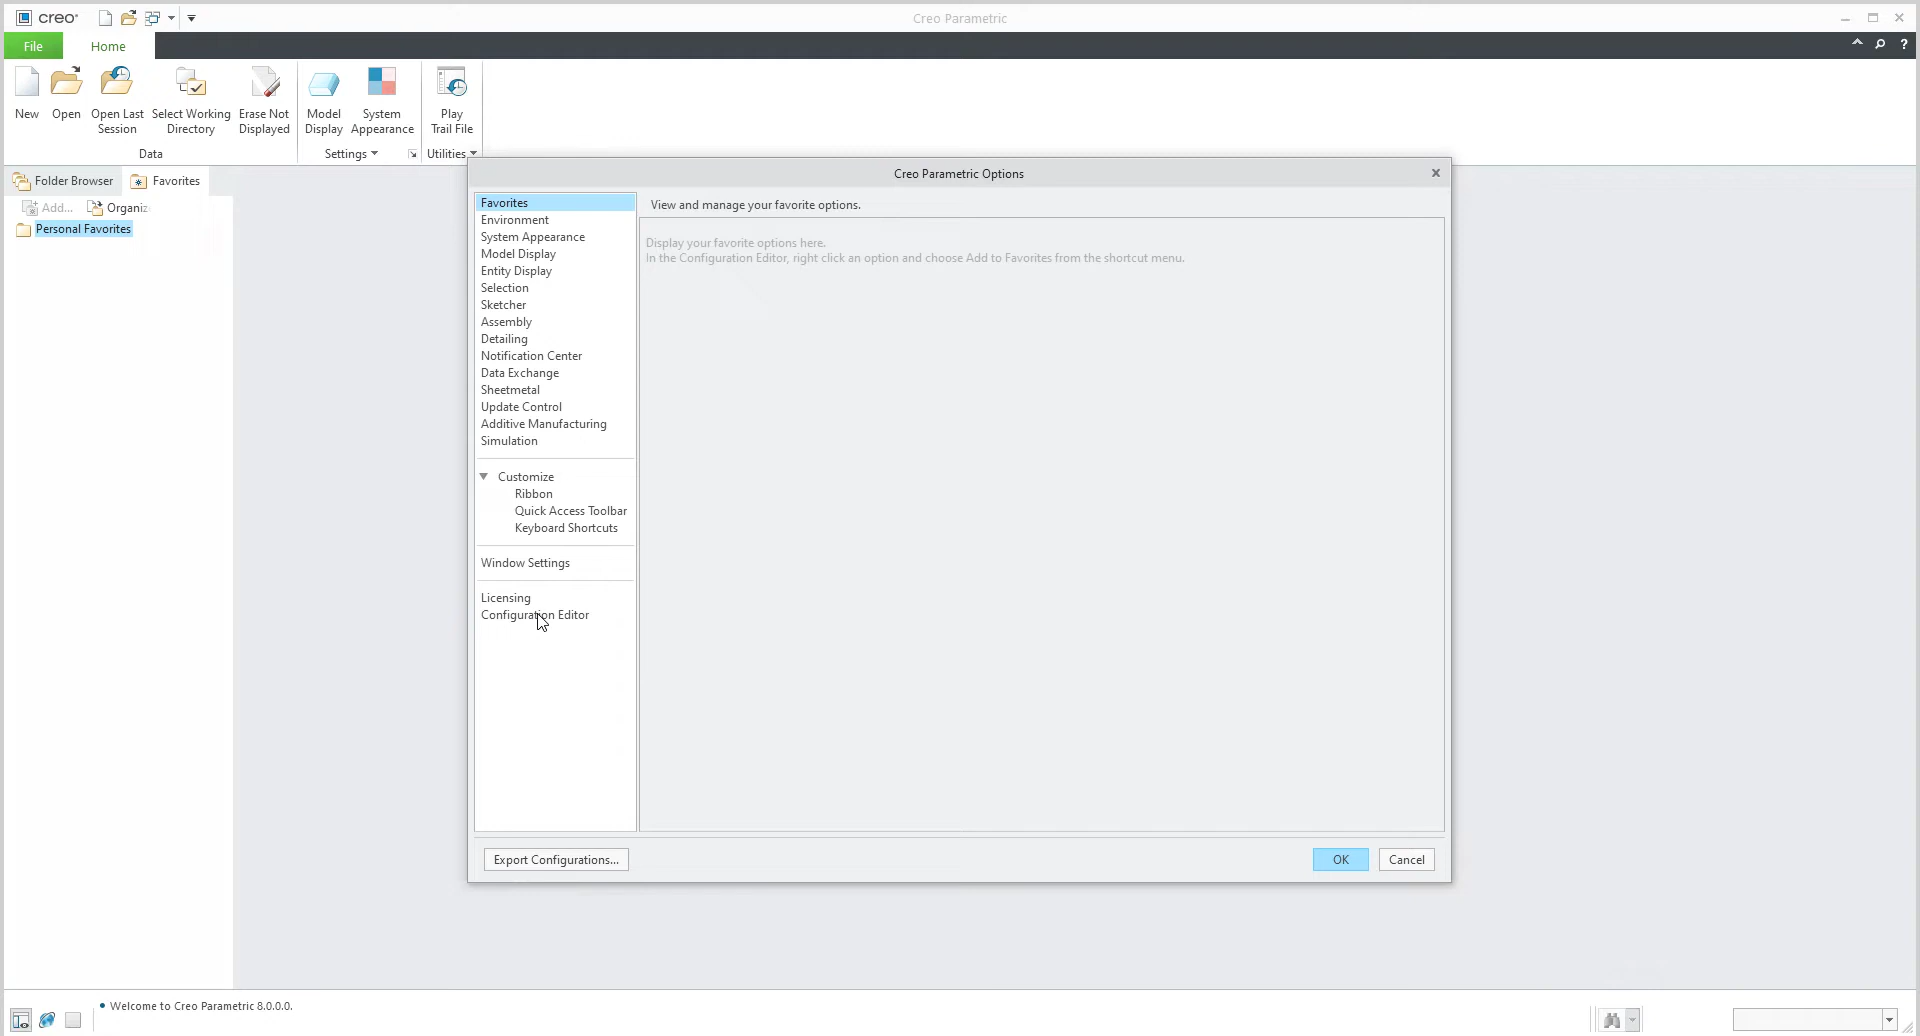 creo
Creo Parametric
File
Home
?
New
Open
Open Last
Session
Select Working
Directory
Erase Not
Displayed
Model
Display
System
Appearance
Play
Trail File
Data
Settings
Utilities
Folder Browser
Favorites
Add...
Organiz
Personal Favorites
Creo Parametric Options
Favorites
Environment
System Appearance
Model Display
Entity Display
Selection
Sketcher
Assembly
Detailing
Notification Center
Data Exchange
Sheetmetal
Update Control
Additive Manufacturing
Simulation
Customize
Ribbon
Quick Access Toolbar
Keyboard Shortcuts
Window Settings
Licensing
Configuration Editor
View and manage your favorite options.
Display your favorite options here.
In the Configuration Editor, right click an option and choose Add to Favorites from the shortcut menu.
Export Configurations...
OK
Cancel
• Welcome to Creo Parametric 8.0.0.0.